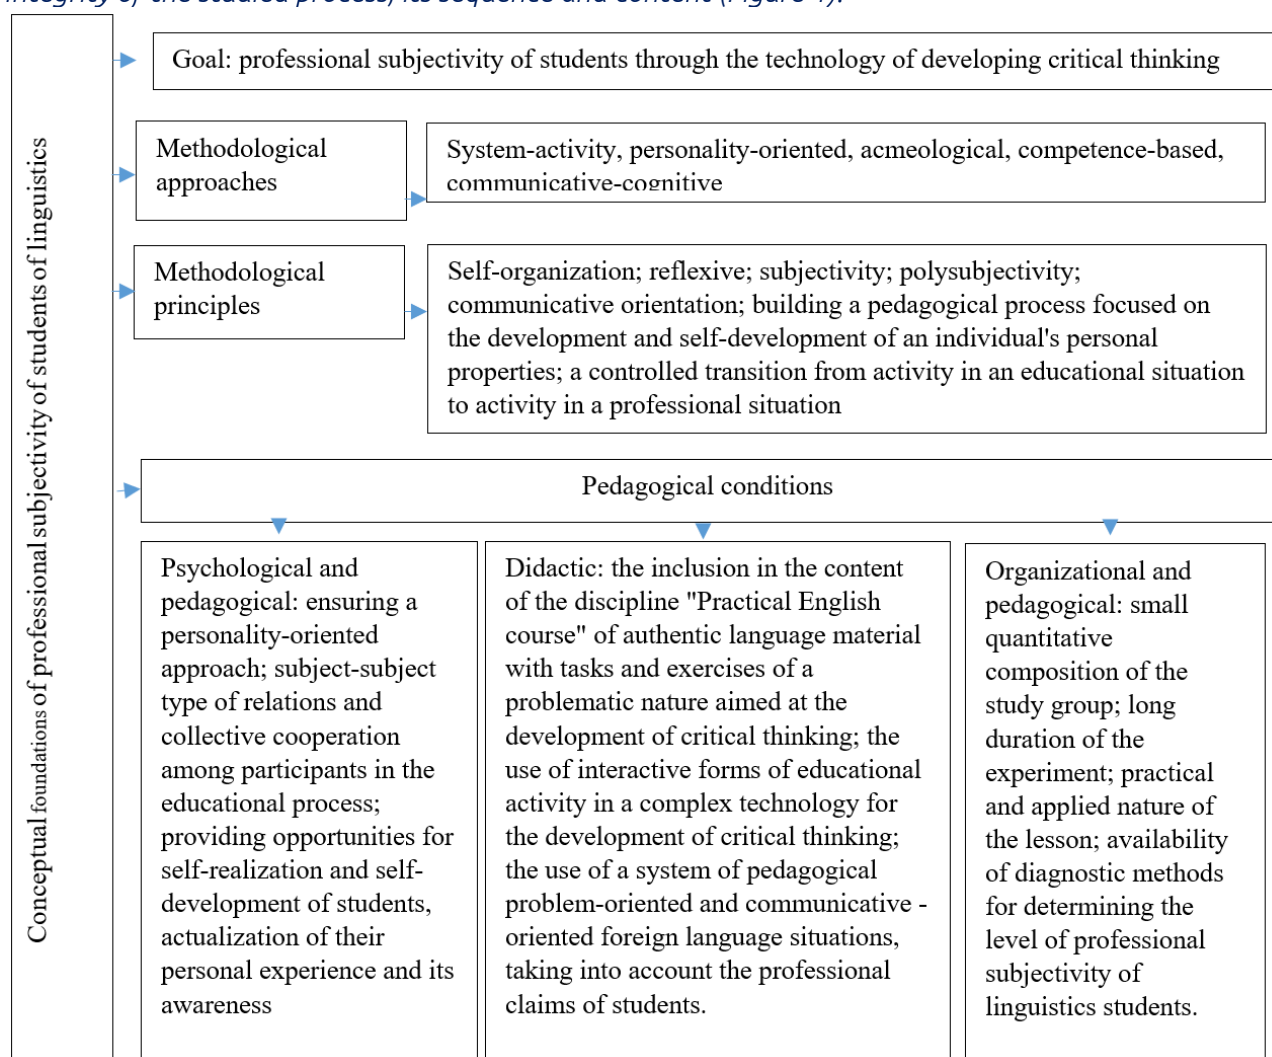 integrity of the studied process, its sequence and content (Figure 1).
Goal: professional subjectivity of students through the technology of developing critical thinking
Conceptual foundations of professional subjectivity of students of linguistics
Methodological
approaches
System-activity, personality-oriented, acmeological, competence-based,
communicative-cognitive
Methodological
principles
Self-organization; reflexive; subjectivity; polysubjectivity;
communicative orientation; building a pedagogical process focused on
the development and self-development of an individual's personal
properties; a controlled transition from activity in an educational situation
to activity in a professional situation
Pedagogical conditions
Psychological and
pedagogical: ensuring a
personality-oriented
approach; subject-subject
type of relations and
collective cooperation
among participants in the
educational process;
providing opportunities for
self-realization and self-
development of students,
actualization of their
personal experience and its
awareness
Didactic: the inclusion in the content
of the discipline "Practical English
course" of authentic language material
with tasks and exercises of a
problematic nature aimed at the
development of critical thinking; the
use of interactive forms of educational
activity in a complex technology for
the development of critical thinking;
the use of a system of pedagogical
problem-oriented and communicative -
oriented foreign language situations,
taking into account the professional
claims of students.
Organizational and
pedagogical: small
quantitative
composition of the
study group; long
duration of the
experiment; practical
and applied nature of
the lesson; availability
of diagnostic methods
for determining the
level of professional
subjectivity of
linguistics students.